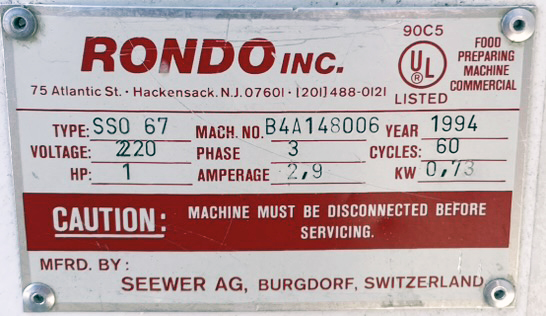 RONDO INC.
75 Atlantic St. · Hackensack. N.J. 07601 · [201] 488-0121
90C5
UL
LISTED
FOOD
PREPARING
MACHINE
COMMERCIAL
TYPE: SSO 67 MACH. NO. B4A148006 YEAR 1994
VOLTAGE: 220 PHASE 3 CYCLES: 60
HP: 1 AMPERAGE 2,9 KW 0,73
CAUTION: MACHINE MUST BE DISCONNECTED BEFORE
SERVICING.
MFRD. BY :
SEEWER AG, BURGDORF, SWITZERLAND